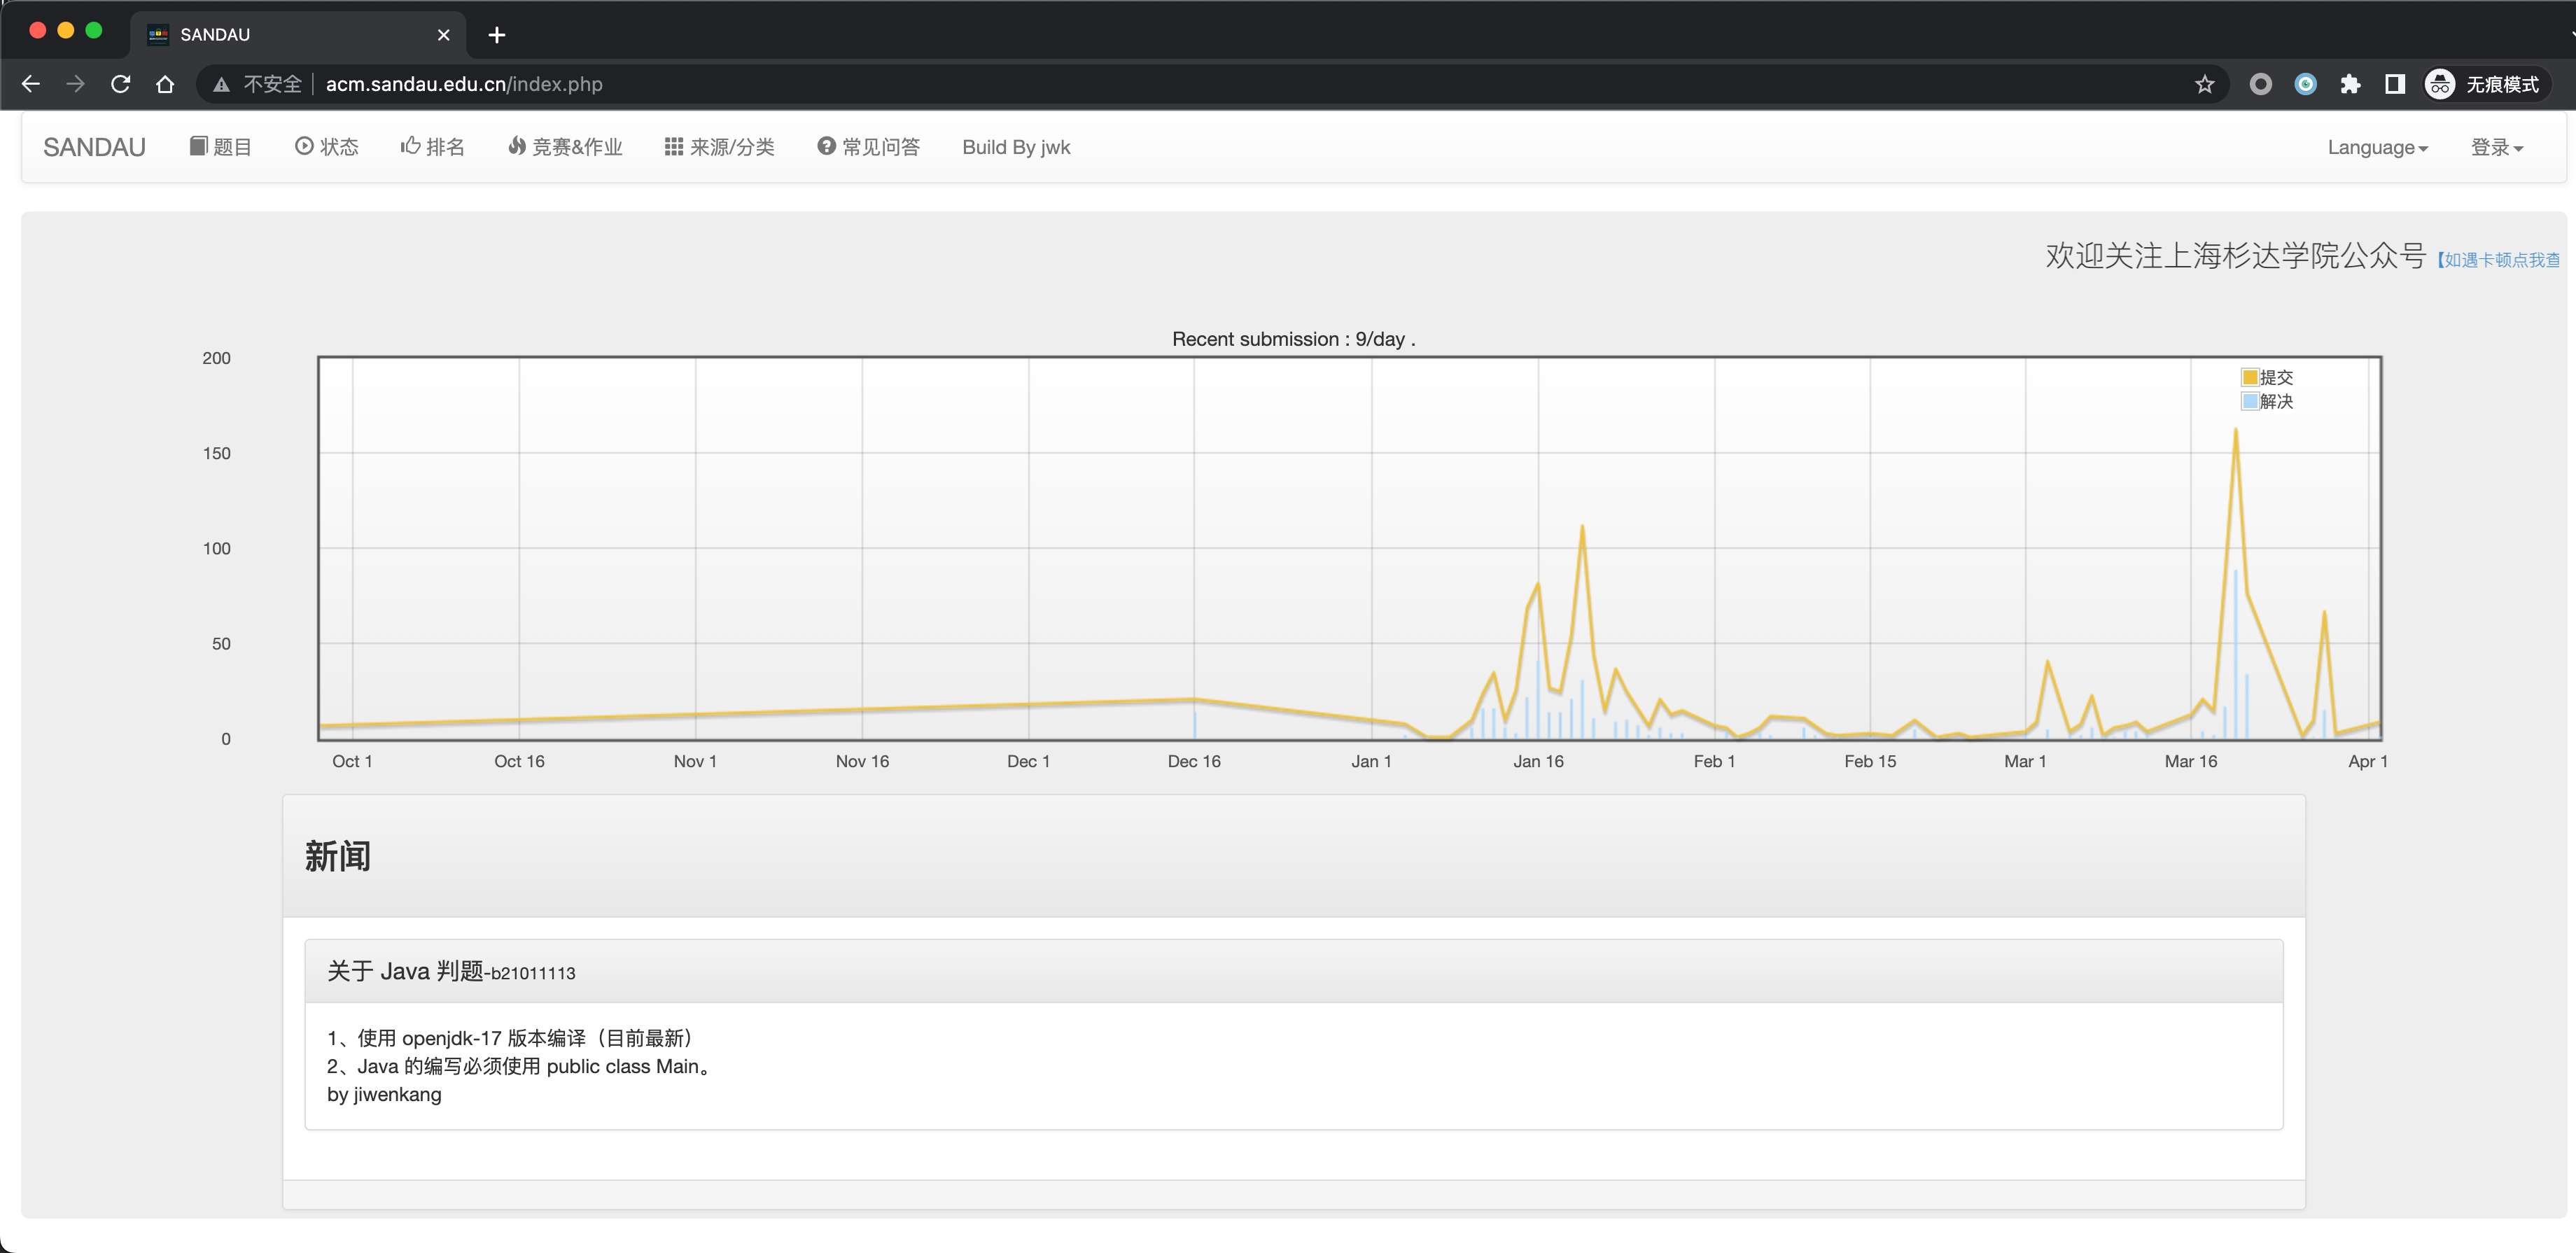 SANDAU
不安全 acm.sandau.edu.cn/index.php 无痕模式
SANDAU 题目 状态 排名 竞赛&作业 来源/分类 常见问答 Build By jwk Language 登录
欢迎关注上海杉达学院公众号【如遇卡顿点我查
Recent submission : 9/day .
提交
解决
200
150
100
50
0
Oct 1 Oct 16 Nov 1 Nov 16 Dec 1 Dec 16 Jan 1 Jan 16 Feb 1 Feb 15 Mar 1 Mar 16 Apr 1
新闻
关于 Java 判题-b21011113
1、使用 openjdk-17 版本编译（目前最新）
2、Java 的编写必须使用 public class Main。
by jiwenkang